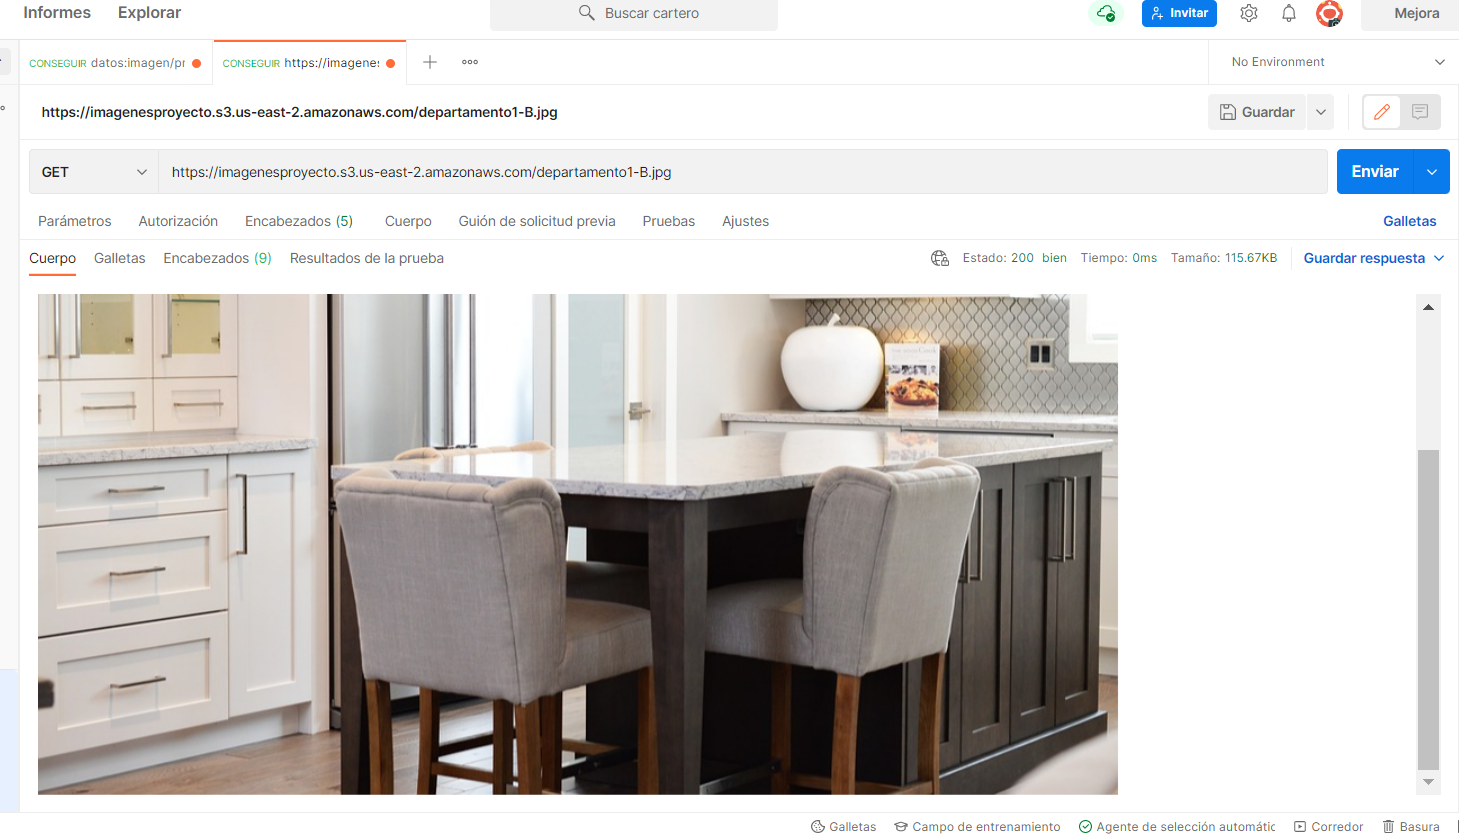 Informes Explorar Buscar cartero Invitar Mejora
CONSEGUIR datos:imagen/pr CONSEGUIR https://imagenes: No Environment
https://imagenesproyecto.s3.us-east-2.amazonaws.com/departamento1-B.jpg Guardar
GET https://imagenesproyecto.s3.us-east-2.amazonaws.com/departamento1-B.jpg Enviar
Parámetros Autorización Encabezados (5) Cuerpo Guión de solicitud previa Pruebas Ajustes Galletas
Cuerpo Galletas Encabezados (9) Resultados de la prueba Estado: 200 bien Tiempo: 0ms Tamaño: 115.67KB Guardar respuesta
Galletas Campo de entrenamiento Agente de selección automátic Corredor Basura